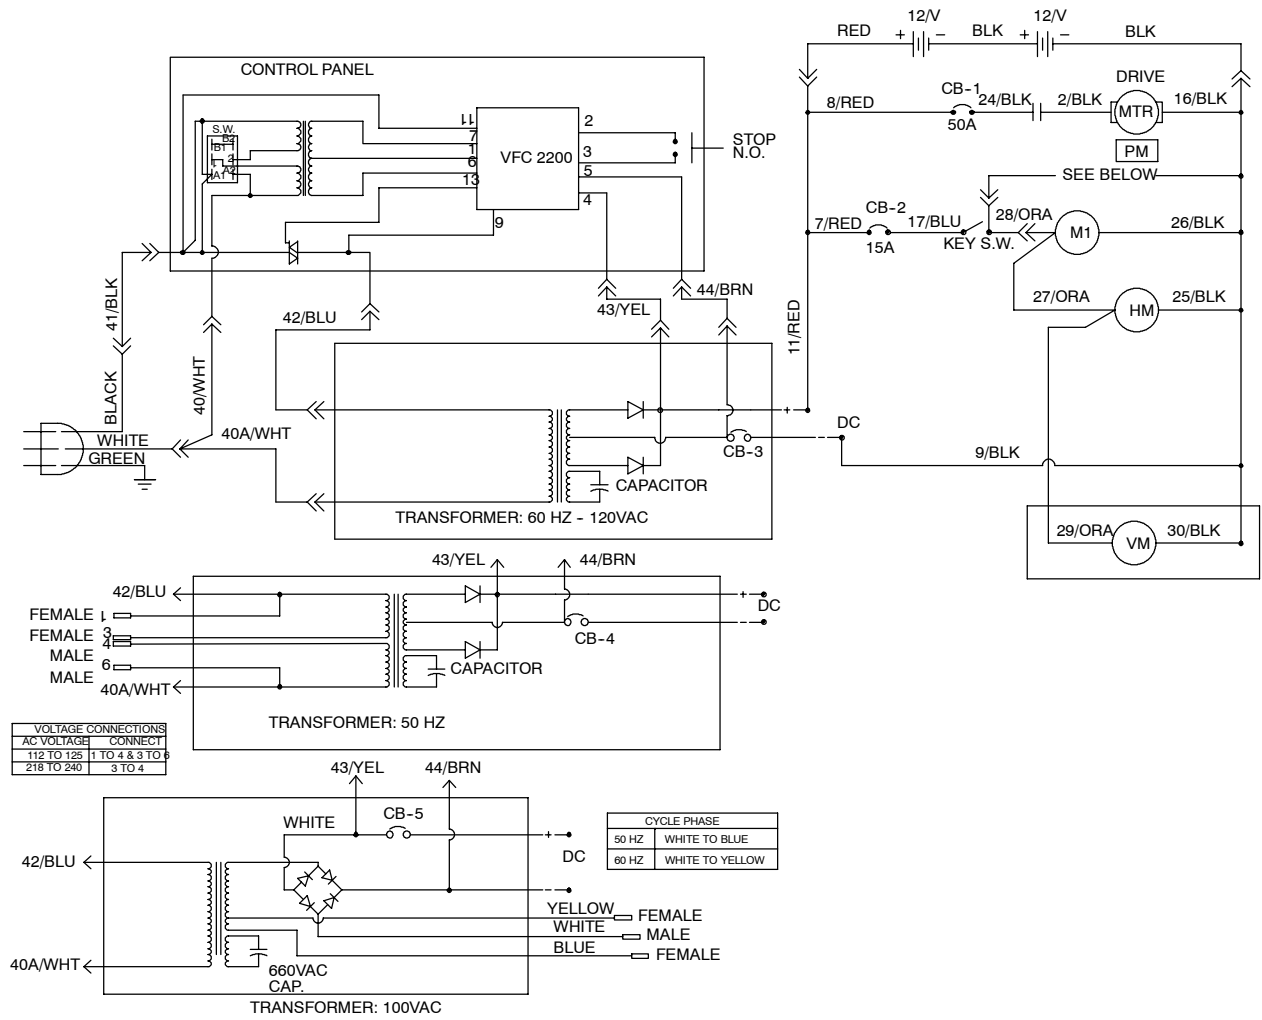 12/V
12/V
RED
+
−
BLK
+
−
BLK
CONTROL PANEL
DRIVE
CB-1
8/RED
24/BLK
2/BLK
MTR
16/BLK
50A
PM
11
7
1
6
13
VFC 2200
2
3
5
4
9
STOP
N.O.
S.W.
B2
B1
2
1
A2
A1
SEE BELOW
CB-2
7/RED
17/BLU
28/ORA
M1
26/BLK
15A
KEY S.W.
41/BLK
42/BLU
43/YEL
44/BRN
11/RED
27/ORA
HM
25/BLK
BLACK
40/WHT
40A/WHT
WHITE
GREEN
+
DC
CB-3
−
9/BLK
CAPACITOR
TRANSFORMER: 60 HZ - 120VAC
29/ORA
VM
30/BLK
43/YEL
44/BRN
42/BLU
+
DC
FEMALE 1
FEMALE 3
4
MALE
6
MALE
40A/WHT
CB-4
−
CAPACITOR
TRANSFORMER: 50 HZ
VOLTAGE CONNECTIONS
AC VOLTAGE CONNECT
112 TO 125 1 TO 4 & 3 TO 6
218 TO 240 3 TO 4
43/YEL
44/BRN
WHITE
CB-5
+
DC
−
CYCLE PHASE
50 HZ WHITE TO BLUE
60 HZ WHITE TO YELLOW
42/BLU
YELLOW FEMALE
WHITE MALE
BLUE FEMALE
40A/WHT
660VAC
CAP.
TRANSFORMER: 100VAC